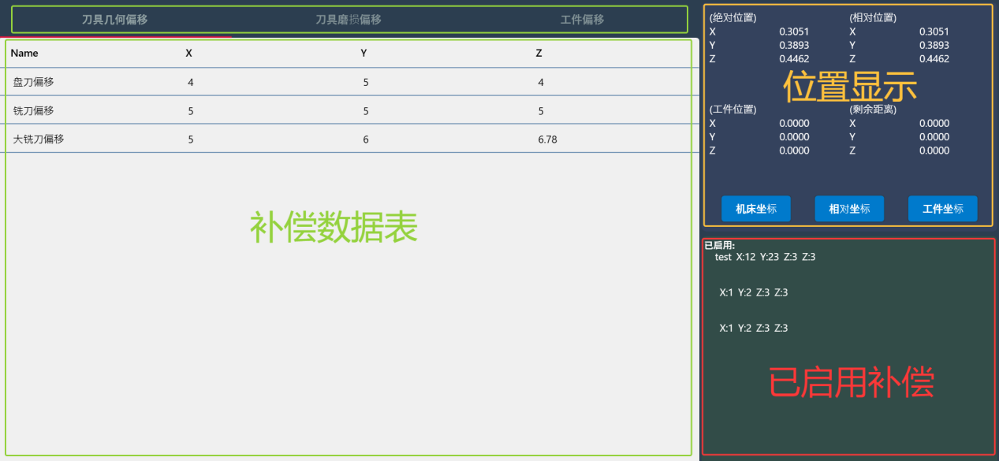 刀具几何偏移 刀具磨损偏移 工件偏移
Name X Y Z
盘刀偏移 4 5 4
铣刀偏移 5 5 5
大铣刀偏移 5 6 6.78
补偿数据表
(绝对位置) (相对位置)
X 0.3051 X 0.3051
Y 0.3893 Y 0.3893
Z 0.4462 Z 0.4462
位置显示
(工件位置) (剩余距离)
X 0.0000 X 0.0000
Y 0.0000 Y 0.0000
Z 0.0000 Z 0.0000
机床坐标 相对坐标 工件坐标
已启用:
test X:12 Y:23 Z:3 Z:3
X:1 Y:2 Z:3 Z:3
X:1 Y:2 Z:3 Z:3
已启用补偿